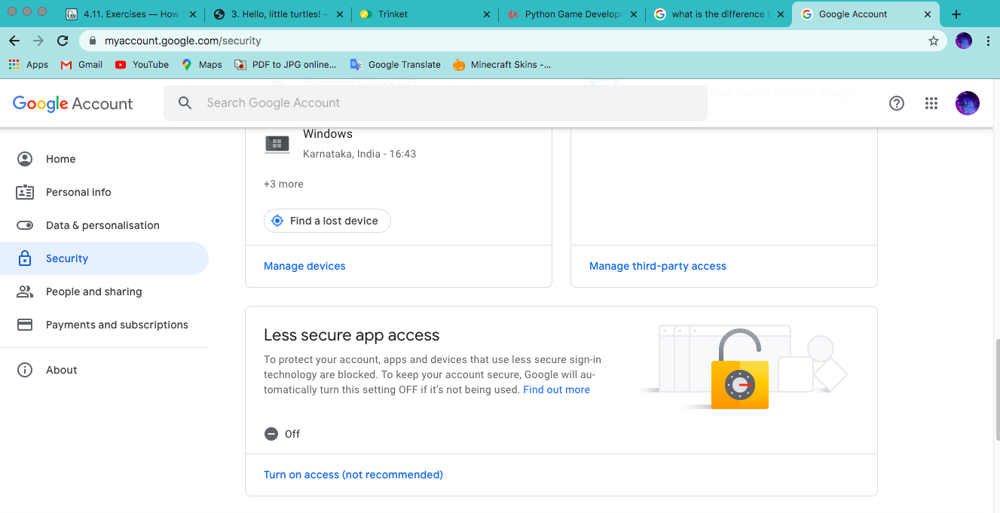 4.11. Exercises — How
3. Hello, little turtles! –
Trinket
Python Game Developm
what is the difference
Google Account
myaccount.google.com/security
Apps
Gmail
YouTube
Maps
PDF to JPG online...
Google Translate
Minecraft Skins -...
Google Account
Search Google Account
Home
Personal info
Data & personalisation
Security
People and sharing
Payments and subscriptions
About
Windows
Karnataka, India - 16:43
+3 more
Find a lost device
Manage devices
Manage third-party access
Less secure app access
To protect your account, apps and devices that use less secure sign-in
technology are blocked. To keep your account secure, Google will au-
tomatically turn this setting OFF if it’s not being used. Find out more
Off
Turn on access (not recommended)